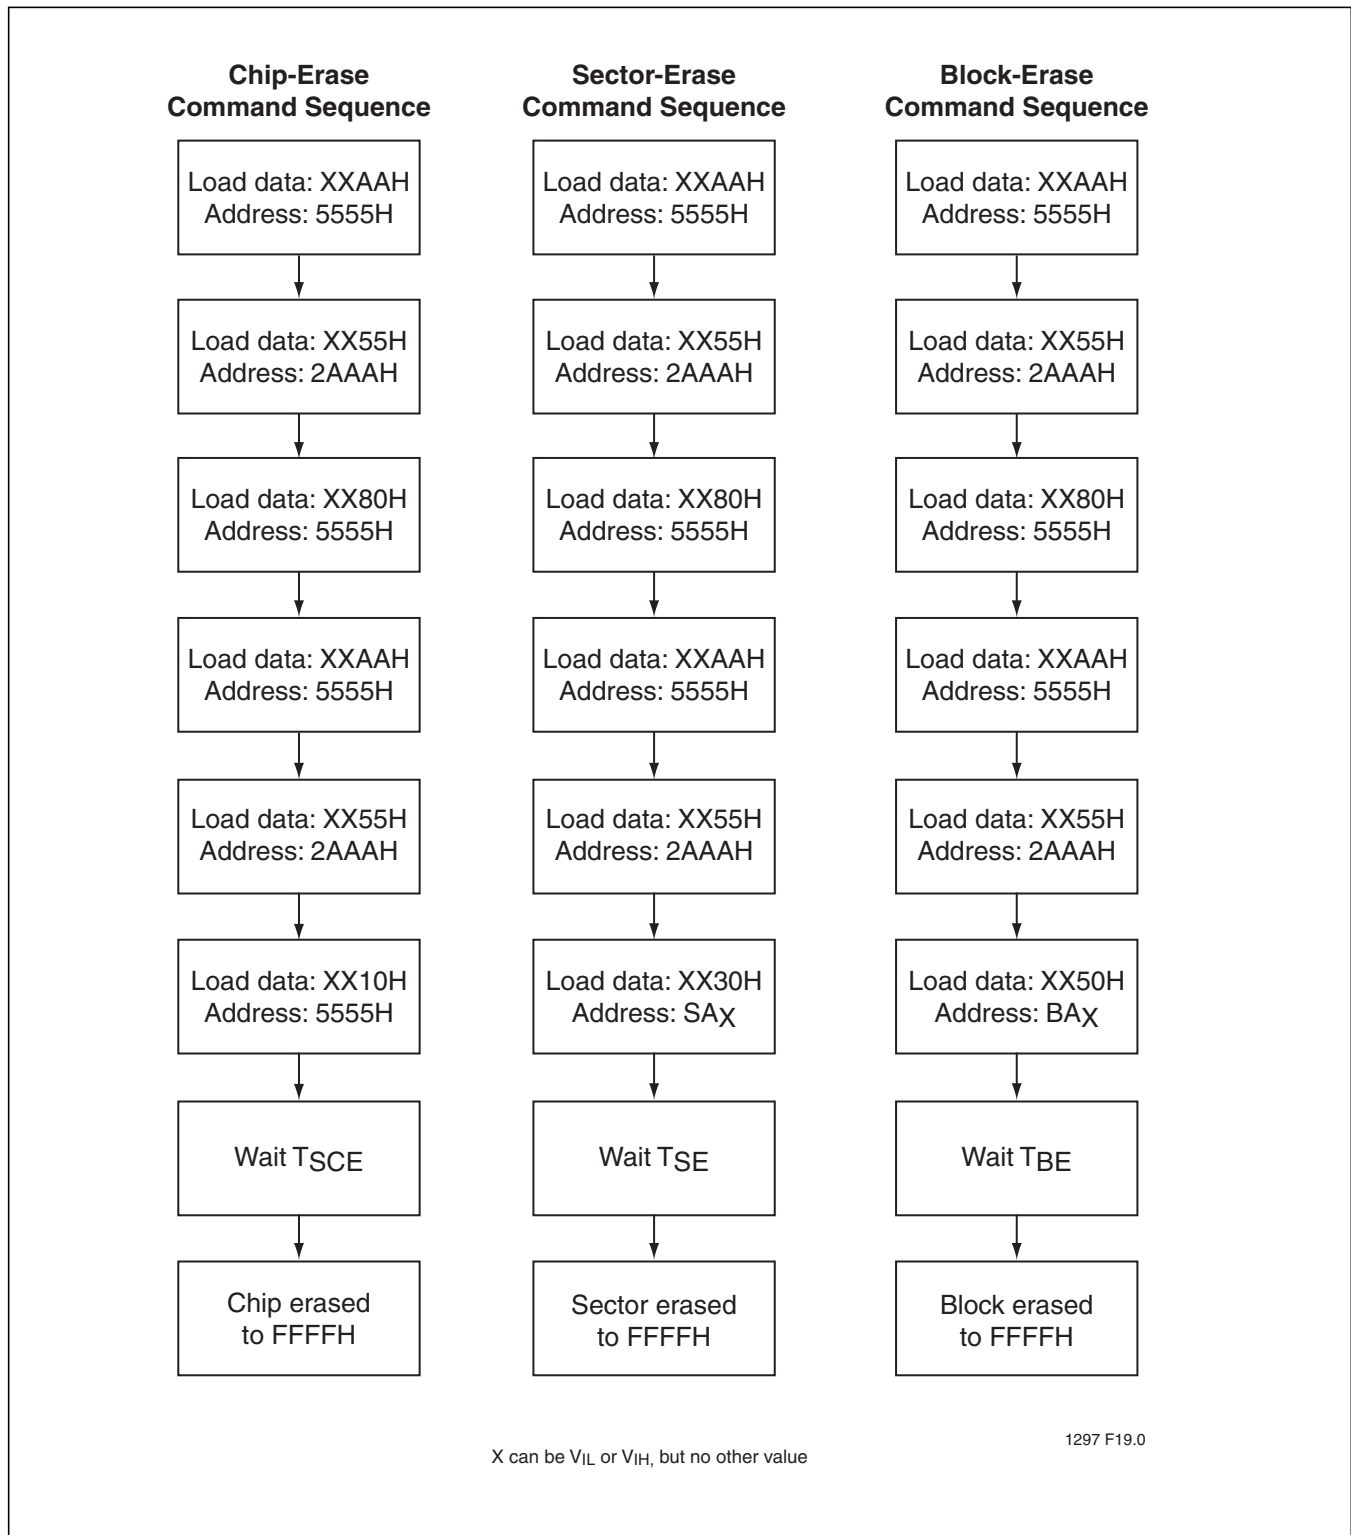 Chip-Erase
Command Sequence
Load data: XXAAH
Address: 5555H
Load data: XX55H
Address: 2AAAH
Load data: XX80H
Address: 5555H
Load data: XXAAH
Address: 5555H
Load data: XX55H
Address: 2AAAH
Load data: XX10H
Address: 5555H
Wait TSCE
Chip erased
to FFFFH
Sector-Erase
Command Sequence
Load data: XXAAH
Address: 5555H
Load data: XX55H
Address: 2AAAH
Load data: XX80H
Address: 5555H
Load data: XXAAH
Address: 5555H
Load data: XX55H
Address: 2AAAH
Load data: XX30H
Address: SAX
Wait TSE
Sector erased
to FFFFH
Block-Erase
Command Sequence
Load data: XXAAH
Address: 5555H
Load data: XX55H
Address: 2AAAH
Load data: XX80H
Address: 5555H
Load data: XXAAH
Address: 5555H
Load data: XX55H
Address: 2AAAH
Load data: XX50H
Address: BAX
Wait TBE
Block erased
to FFFFH
1297 F19.0
X can be VIL or VIH, but no other value